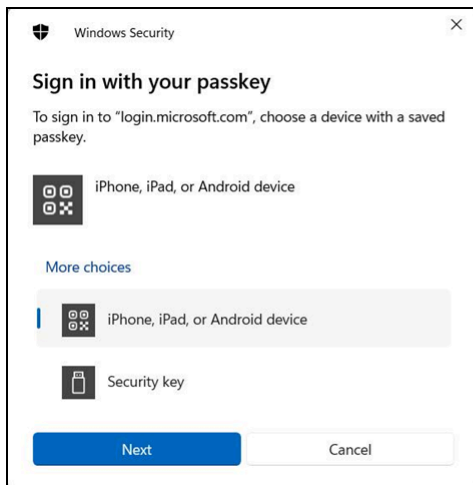 Windows Security
Sign in with your passkey
To sign in to “login.microsoft.com”, choose a device with a saved
passkey.
iPhone, iPad, or Android device
More choices
iPhone, iPad, or Android device
Security key
Next
Cancel